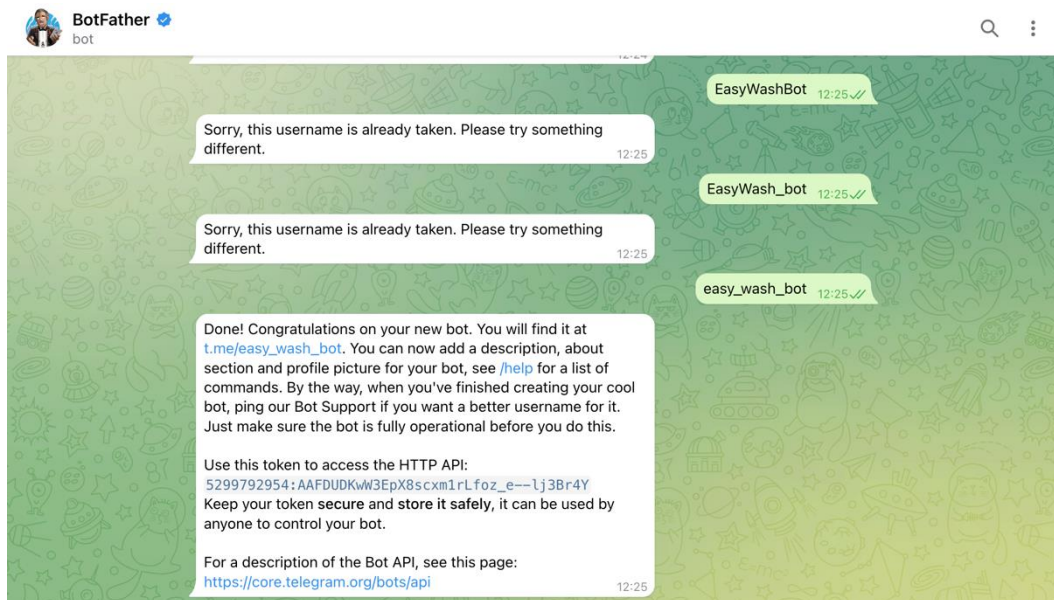 BotFather
bot
EasyWashBot 12:25
Sorry, this username is already taken. Please try something
different.
12:25
EasyWash_bot 12:25
Sorry, this username is already taken. Please try something
different.
12:25
easy_wash_bot 12:25
Done! Congratulations on your new bot. You will find it at
t.me/easy_wash_bot. You can now add a description, about
section and profile picture for your bot, see /help for a list of
commands. By the way, when you've finished creating your cool
bot, ping our Bot Support if you want a better username for it.
Just make sure the bot is fully operational before you do this.
Use this token to access the HTTP API:
5299792954:AAFDUDKwW3EpX8scxm1rLfoz_e--lj3Br4Y
Keep your token secure and store it safely, it can be used by
anyone to control your bot.
For a description of the Bot API, see this page:
https://core.telegram.org/bots/api
12:25